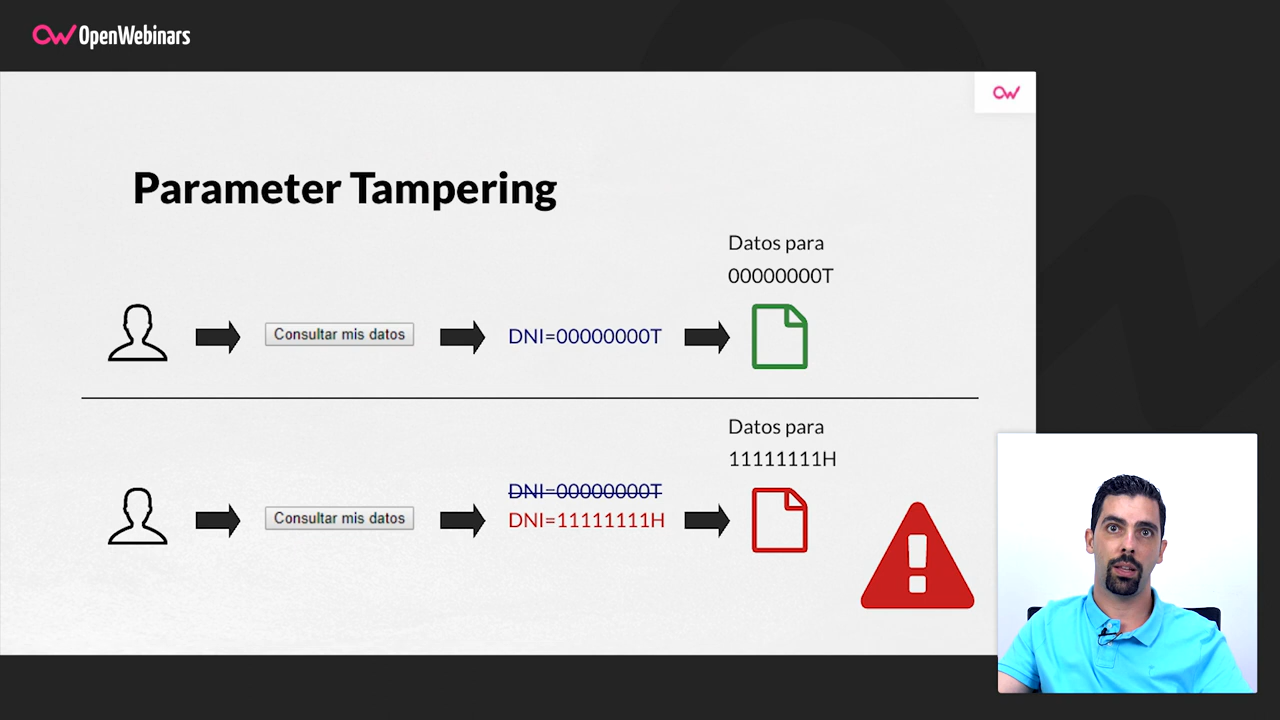 OpenWebinars
Parameter Tampering
Datos para
00000000T
Consultar mis datos
DNI=00000000T
Datos para
11111111H
DNI=00000000T
Consultar mis datos
DNI=11111111H